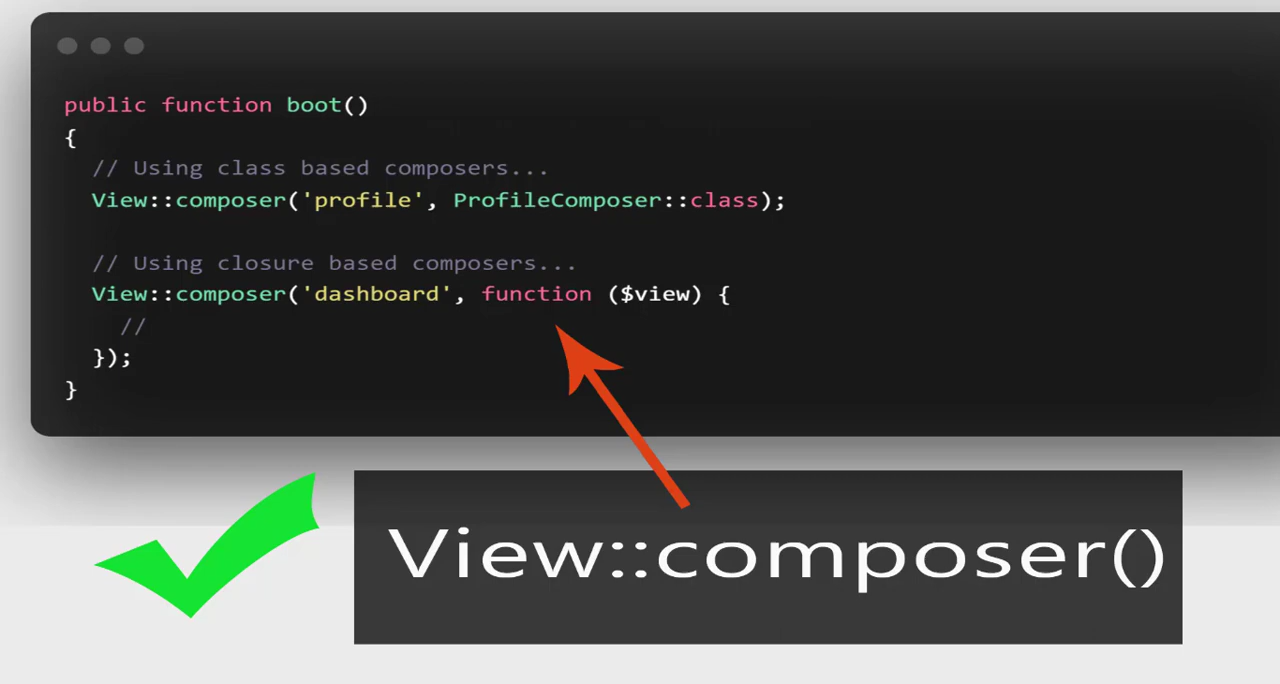 public function boot()
{
// Using class based composers...
View::composer('profile', ProfileComposer::class);
// Using closure based composers...
View::composer('dashboard', function ($view) {
//
});
}
View::composer()